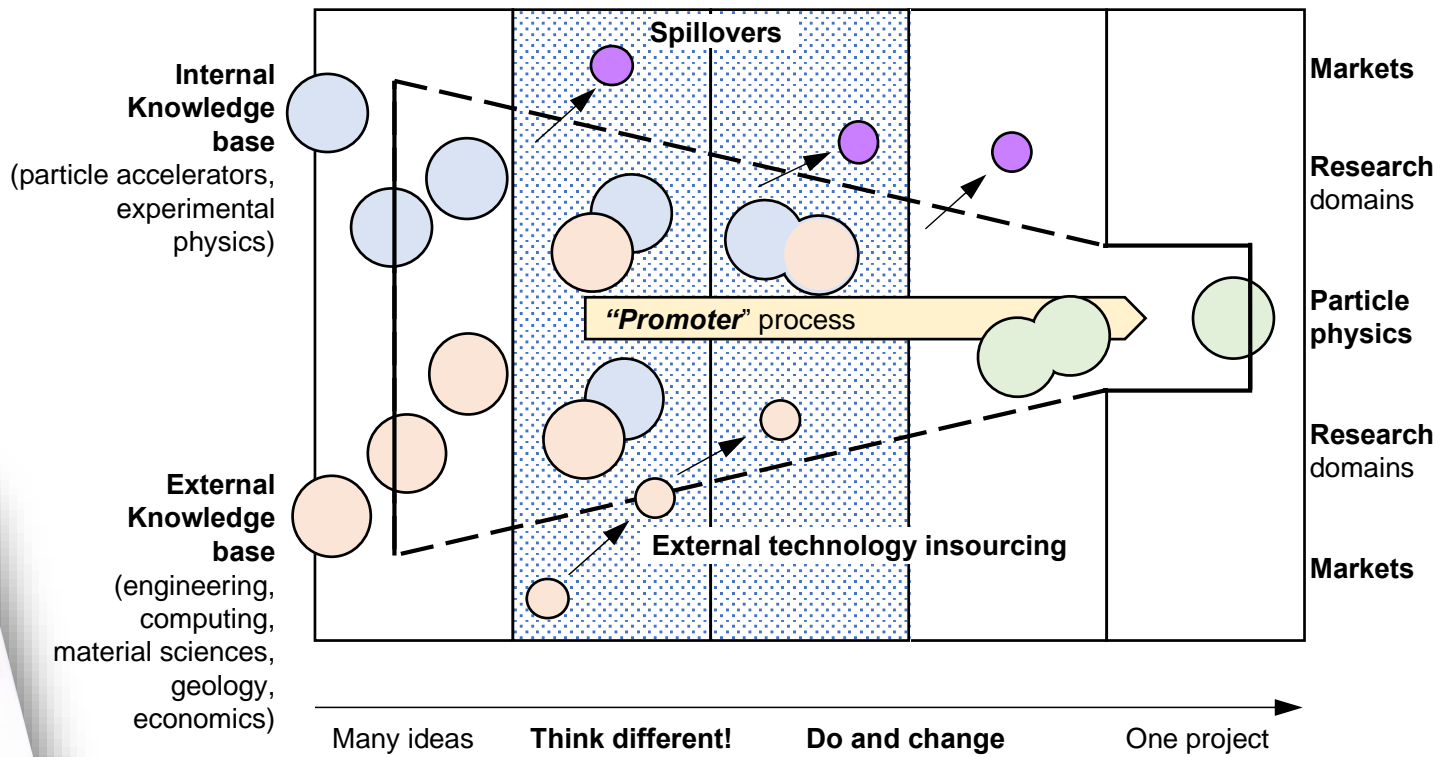 Spillovers
Internal
Knowledge
base
(particle accelerators,
experimental
physics)
Markets
Research
domains
“Promoter” process
Particle
physics
Research
domains
External
Knowledge
base
(engineering,
computing,
material sciences,
geology,
economics)
External technology insourcing
Markets
Many ideas
Think different!
Do and change
One project